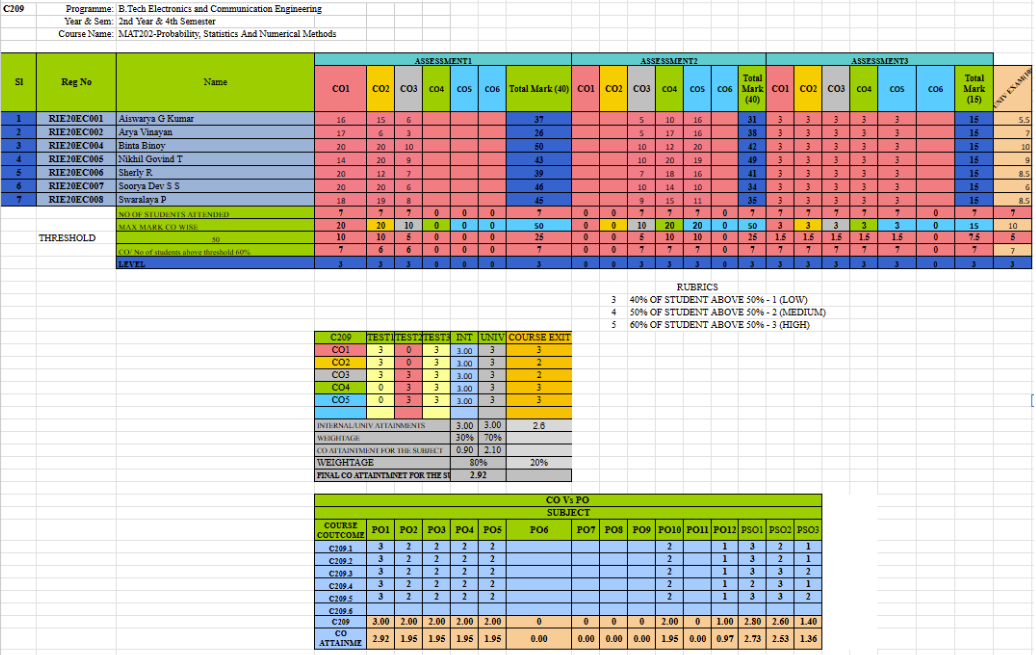 C209 Programme: B.Tech Electronics and Communication Engineering
Year & Sem: 2nd Year & 4th Semester
Course Name: MAT202-Probability, Statistics And Numerical Methods
ASSESSMENT1 ASSESSMENT2 ASSESSMENT3
Sl Reg No Name CO1 CO2 CO3 CO4 CO5 CO6 Total Mark (40) CO1 CO2 CO3 CO4 CO5 CO6 Total Mark (40) CO1 CO2 CO3 CO4 CO5 CO6 Total Mark (15)
1 RIE20EC001 Aiswarya G Kumar 16 15 6 37 5 10 16 31 3 3 3 3 3 15 5.5
2 RIE20EC002 Arya Vinayan 17 6 3 26 5 17 16 38 3 3 3 3 3 15 7
3 RIE20EC004 Binta Binoy 20 20 10 50 10 12 20 42 3 3 3 3 3 15 10
4 RIE20EC005 Nikhil Govind T 14 20 9 43 10 20 19 49 3 3 3 3 3 15 9
5 RIE20EC006 Sherly R 20 12 7 39 7 18 16 41 3 3 3 3 3 15 8.5
6 RIE20EC007 Soorya Dev S S 20 20 6 46 10 14 10 34 3 3 3 3 3 15 6
7 RIE20EC008 Swaralaya P 18 19 8 45 9 15 11 35 3 3 3 3 3 15 8.5
NO OF STUDENTS ATTENDED 7 7 7 0 0 0 7 0 0 7 7 7 0 7 7 7 7 7 7 0 7 7
MAX MARK CO WISE 20 20 10 0 0 0 50 0 0 10 20 20 0 50 3 3 3 3 3 0 15 10
THRESHOLD 50 10 10 5 0 0 0 25 0 0 5 10 10 0 25 1.5 1.5 1.5 1.5 1.5 0 7.5 5
CO/ No of students above threshold 60% 7 6 6 0 0 0 7 0 0 7 7 7 0 7 7 7 7 7 7 0 7 7
LEVEL 3 3 3 0 0 0 3 0 0 3 3 3 0 3 3 3 3 3 3 0 3 3
RUBRICS
3 40% OF STUDENT ABOVE 50% - 1 (LOW)
4 50% OF STUDENT ABOVE 50% - 2 (MEDIUM)
5 60% OF STUDENT ABOVE 50% - 3 (HIGH)
C209 TEST1 TEST2 TEST3 INT UNIV COURSE EXIT
CO1 3 0 3 3.00 3 3
CO2 3 0 3 3.00 3 2
CO3 3 3 3 3.00 3 2
CO4 0 3 3 3.00 3 3
CO5 0 3 3 3.00 3 3
INTERNAL/UNIV ATTAINMENTS 3.00 3.00 2.6
WEIGHTAGE 30% 70%
CO ATTAINTMENT FOR THE SUBJECT 0.90 2.10
WEIGHTAGE 80% 20%
FINAL CO ATTAINTMNET FOR THE SU 2.92
CO Vs PO
SUBJECT
COURSE COUTCOME PO1 PO2 PO3 PO4 PO5 PO6 PO7 PO8 PO9 PO10 PO11 PO12 PSO1 PSO2 PSO3
C209.1 3 2 2 2 2 2 1 3 2 1
C209.2 3 2 2 2 2 2 1 3 3 1
C209.3 3 2 2 2 2 2 1 3 3 2
C209.4 3 2 2 2 2 2 1 2 3 1
C209.5 3 2 2 2 2 2 1 3 3 2
C209.6
C209 3.00 2.00 2.00 2.00 2.00 0 0 0 0 2.00 0 1.00 2.80 2.60 1.40
CO ATTAINME 2.92 1.95 1.95 1.95 1.95 0.00 0.00 0.00 0.00 1.95 0.00 0.97 2.73 2.53 1.36